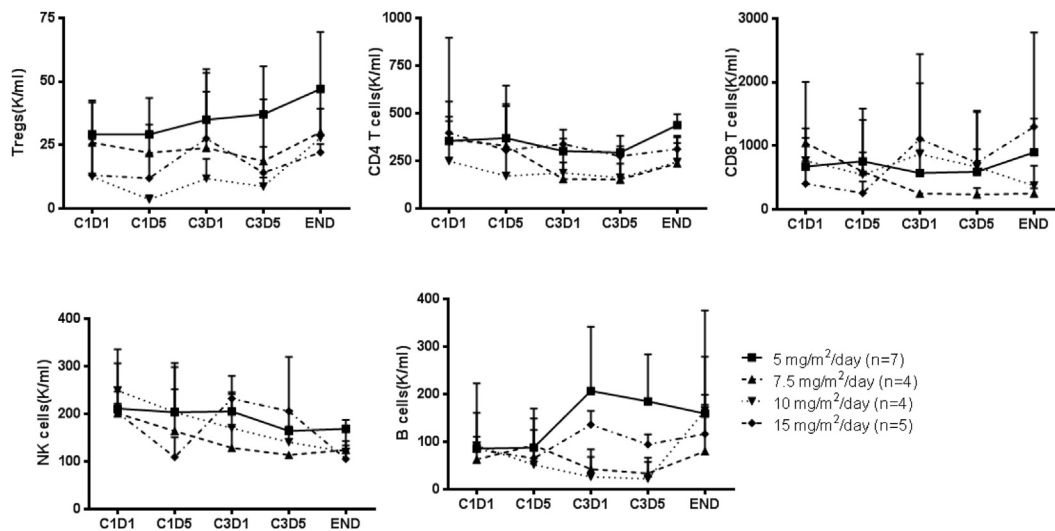 Tregs(K/ml)
75
50
25
0
C1D1 C1D5 C3D1 C3D5 END
CD4 T cells(K/ml)
1000
750
500
250
0
C1D1 C1D5 C3D1 C3D5 END
CD8 T cells(K/ml)
3000
2000
1000
0
C1D1 C1D5 C3D1 C3D5 END
NK cells(K/ml)
400
300
200
100
0
C1D1 C1D5 C3D1 C3D5 END
B cells(K/ml)
400
300
200
100
0
C1D1 C1D5 C3D1 C3D5 END
5 mg/m²/day (n=7)
7.5 mg/m²/day (n=4)
10 mg/m²/day (n=4)
15 mg/m²/day (n=5)